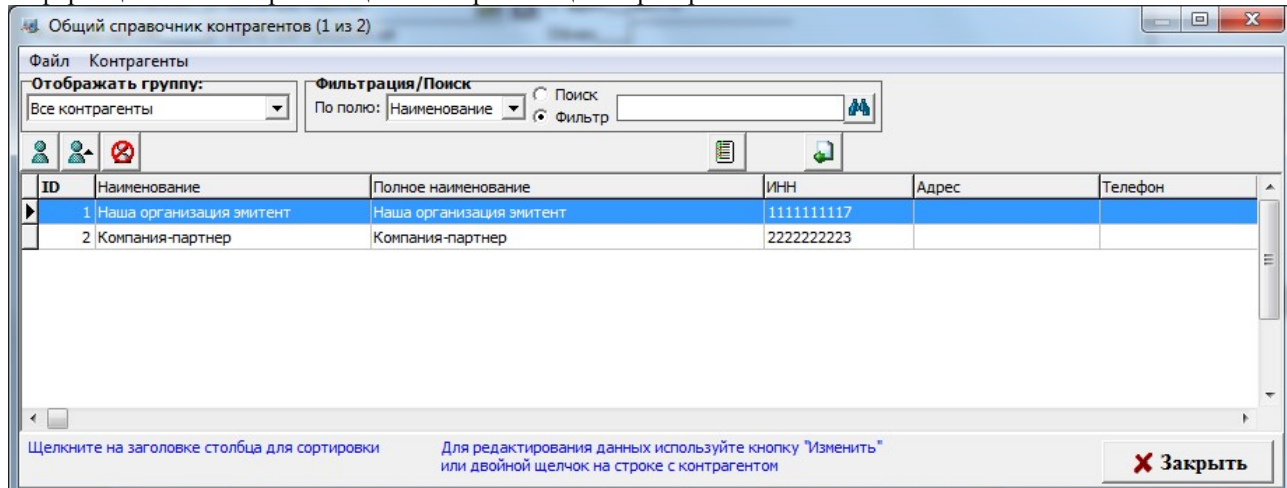 Общий справочник контрагентов (1 из 2)
Файл Контрагенты
Отображать группу:
Все контрагенты
Фильтрация/Поиск
По полю: Наименование
Поиск
Фильтр
ID Наименование Полное наименование ИНН Адрес Телефон
1 Наша организация эмитент Наша организация эмитент 1111111117
2 Компания-партнер Компания-партнер 2222222223
Щелкните на заголовке столбца для сортировки
Для редактирования данных используйте кнопку "Изменить"
или двойной щелчок на строке с контрагентом
Закрыть